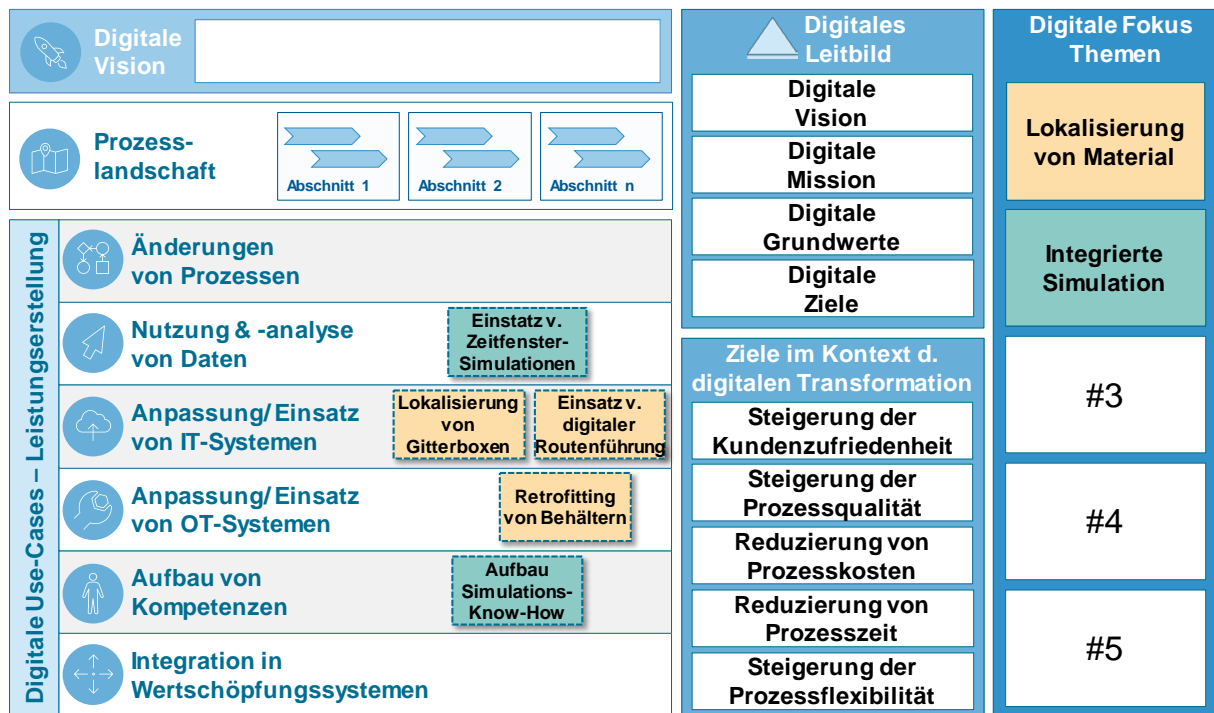 Digitale
Vision
Prozess-
landschaft
Abschnitt 1
Abschnitt 2
Abschnitt n
Digitale Use-Cases – Leistungserstellung
Änderungen
von Prozessen
Nutzung & -analyse
von Daten
Einstatz v.
Zeitfenster-
Simulationen
Anpassung/Einsatz
von IT-Systemen
Lokalisierung
von
Gitterboxen
Einsatz v.
digitaler
Routenführung
Anpassung/Einsatz
von OT-Systemen
Retrofitting
von Behältern
Aufbau von
Kompetenzen
Aufbau
Simulations-
Know-How
Integration in
Wertschöpfungssystemen
Digitales
Leitbild
Digitale
Vision
Digitale
Mission
Digitale
Grundwerte
Digitale
Ziele
Ziele im Kontext d.
digitalen Transformation
Steigerung der
Kundenzufriedenheit
Steigerung der
Prozessqualität
Reduzierung von
Prozesskosten
Reduzierung von
Prozesszeit
Steigerung der
Prozessflexibilität
Digitale Fokus
Themen
Lokalisierung
von Material
Integrierte
Simulation
#3
#4
#5